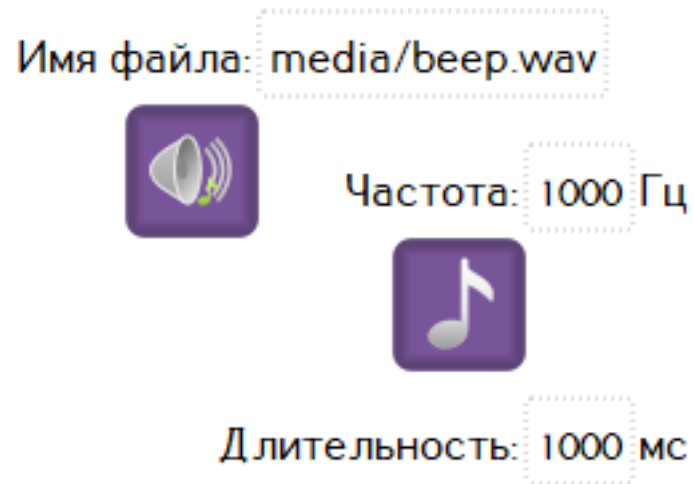 Имя файла: media/beep.wav
Частота: 1000 Гц
Длительность: 1000 мс